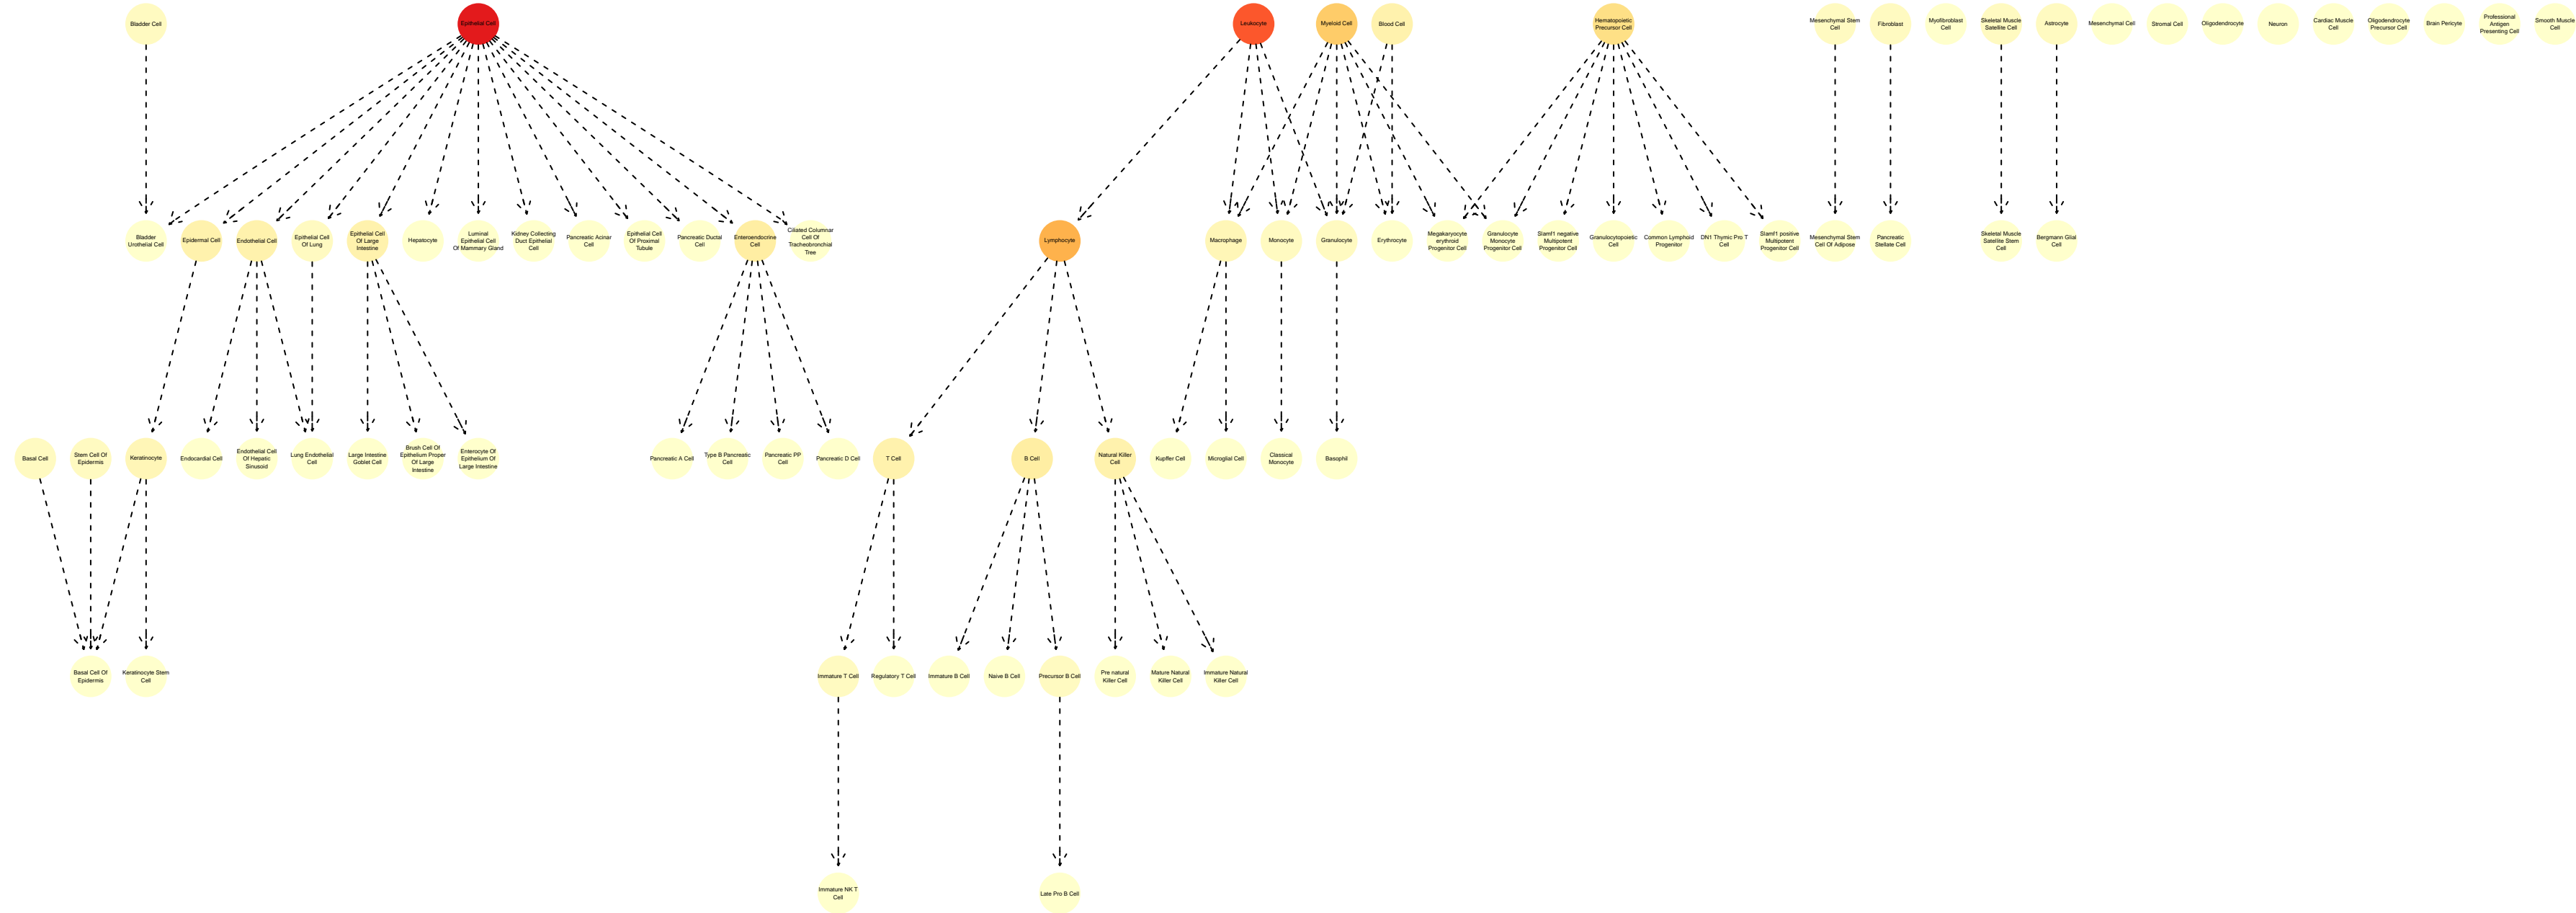 Bladder Cell
Epithelial Cell
Leukocyte
Myeloid Cell
Blood Cell
Hematopoietic
Precursor Cell
Mesenchymal Stem
Cell
Fibroblast
Myofibroblast
Cell
Skeletal Muscle
Satellite Cell
Astrocyte
Mesenchymal Cell
Stromal Cell
Oligodendrocyte
Neuron
Cardiac Muscle
Cell
Oligodendrocyte
Precursor Cell
Brain Pericyte
Professional
Antigen
Presenting Cell
Smooth Muscle
Cell
Bladder
Urothelial Cell
Epidermal Cell
Endothelial Cell
Epithelial Cell
Of Lung
Epithelial Cell
Of Large
Intestine
Hepatocyte
Luminal
Epithelial Cell
Of Mammary Gland
Kidney Collecting
Duct Epithelial
Cell
Pancreatic Acinar
Cell
Epithelial Cell
Of Proximal
Tubule
Pancreatic Ductal
Cell
Enteroendocrine
Cell
Ciliated Columnar
Cell Of
Tracheobronchial
Tree
Lymphocyte
Macrophage
Monocyte
Granulocyte
Erythrocyte
Megakaryocyte
erythroid
Progenitor Cell
Granulocyte
Monocyte
Progenitor Cell
Slamf1 negative
Multipotent
Progenitor Cell
Granulocytopoietic
Cell
Common Lymphoid
Progenitor
DN1 Thymic Pro T
Cell
Slamf1 positive
Multipotent
Progenitor Cell
Mesenchymal Stem
Cell Of Adipose
Pancreatic
Stellate Cell
Skeletal Muscle
Satellite Stem
Cell
Bergmann Glial
Cell
Basal Cell
Stem Cell Of
Epidermis
Keratinocyte
Endocardial Cell
Endothelial Cell
Of Hepatic
Sinusoid
Lung Endothelial
Cell
Large Intestine
Goblet Cell
Brush Cell Of
Epithelium Proper
Of Large
Intestine
Enterocyte Of
Epithelium Of
Large Intestine
Pancreatic A Cell
Type B Pancreatic
Cell
Pancreatic PP
Cell
Pancreatic D Cell
T Cell
B Cell
Natural Killer
Cell
Kupffer Cell
Microglial Cell
Classical
Monocyte
Basophil
Basal Cell Of
Epidermis
Keratinocyte Stem
Cell
Immature T Cell
Regulatory T Cell
Immature B Cell
Naive B Cell
Precursor B Cell
Pre natural
Killer Cell
Mature Natural
Killer Cell
Immature Natural
Killer Cell
Immature NK T
Cell
Late Pro B Cell